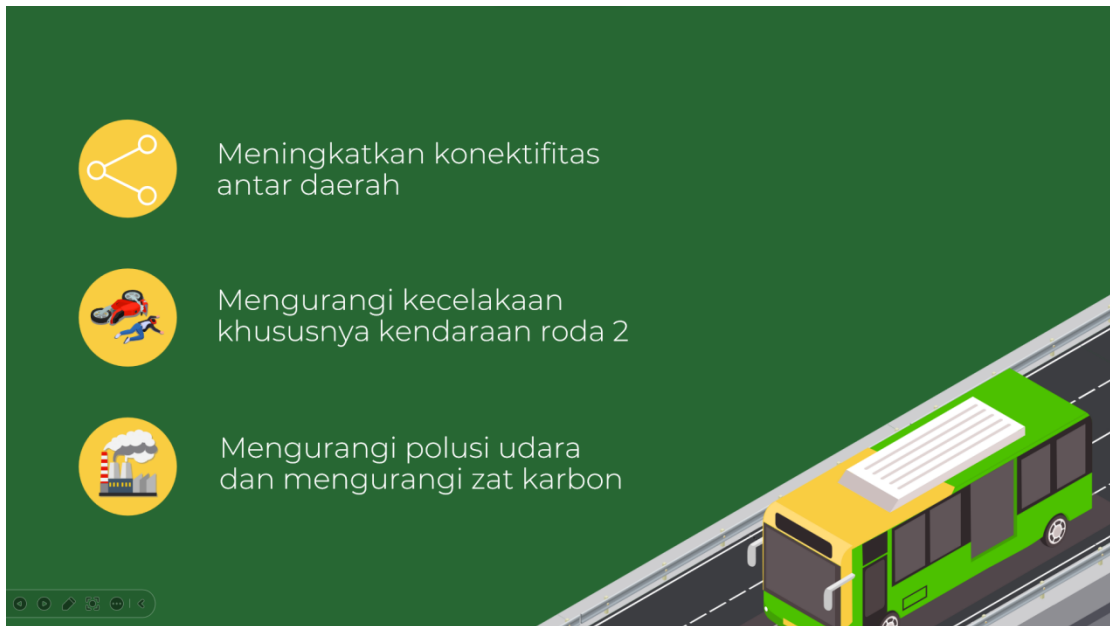 Meningkatkan konektifitas
antar daerah
Mengurangi kecelakaan
khususnya kendaraan roda 2
Mengurangi polusi udara
dan mengurangi zat karbon